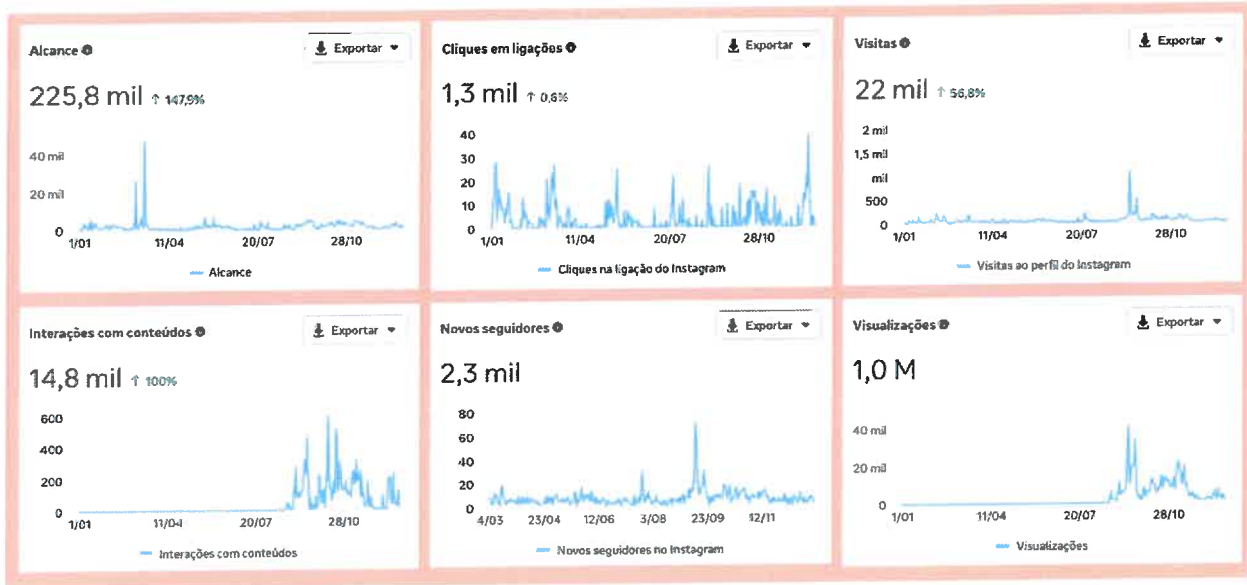 Alcance
Exportar
225,8 mil ↑ 147,9%
40 mil
20 mil
0
1/01 11/04 20/07 28/10
Alcance
Cliques em ligações
Exportar
1,3 mil ↑ 0,6%
40
30
20
10
0
1/01 11/04 20/07 28/10
Cliques na ligação do Instagram
Visitas
Exportar
22 mil ↑ 56,8%
2 mil
1,5 mil
mil
500
0
1/01 11/04 20/07 28/10
Visitas ao perfil do Instagram
Interações com conteúdos
Exportar
14,8 mil ↑ 100%
600
400
200
0
1/01 11/04 20/07 28/10
Interações com conteúdos
Novos seguidores
Exportar
2,3 mil
80
60
40
20
0
4/03 23/04 12/06 3/08 23/09 12/11
Novos seguidores no Instagram
Visualizações
Exportar
1,0 M
40 mil
20 mil
0
1/01 11/04 20/07 28/10
Visualizações